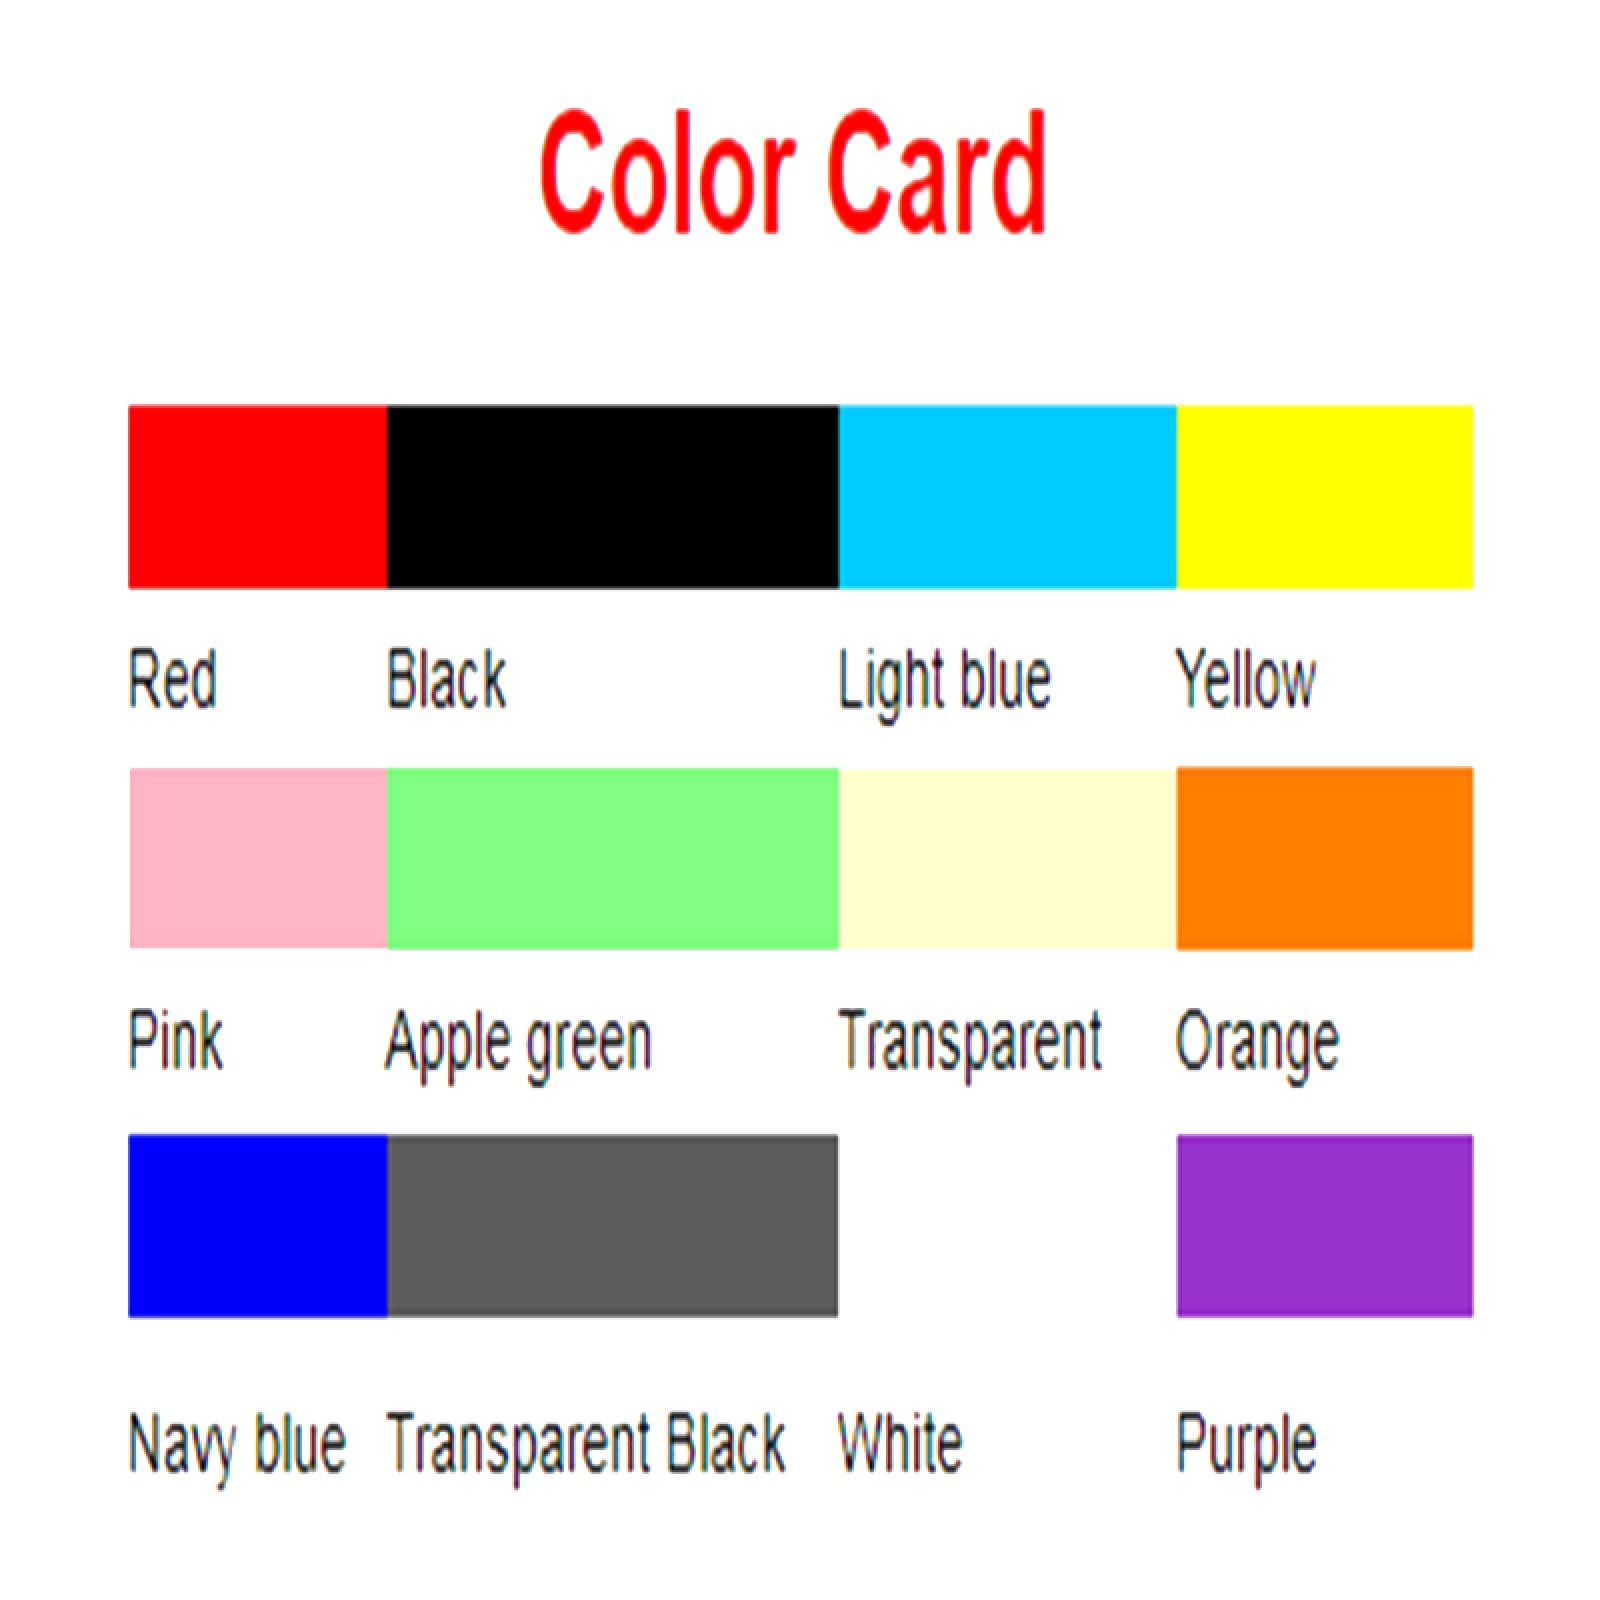 Color Card
Red Black Light blue Yellow
Pink Apple green Transparent Orange
Navy blue Transparent Black White Purple